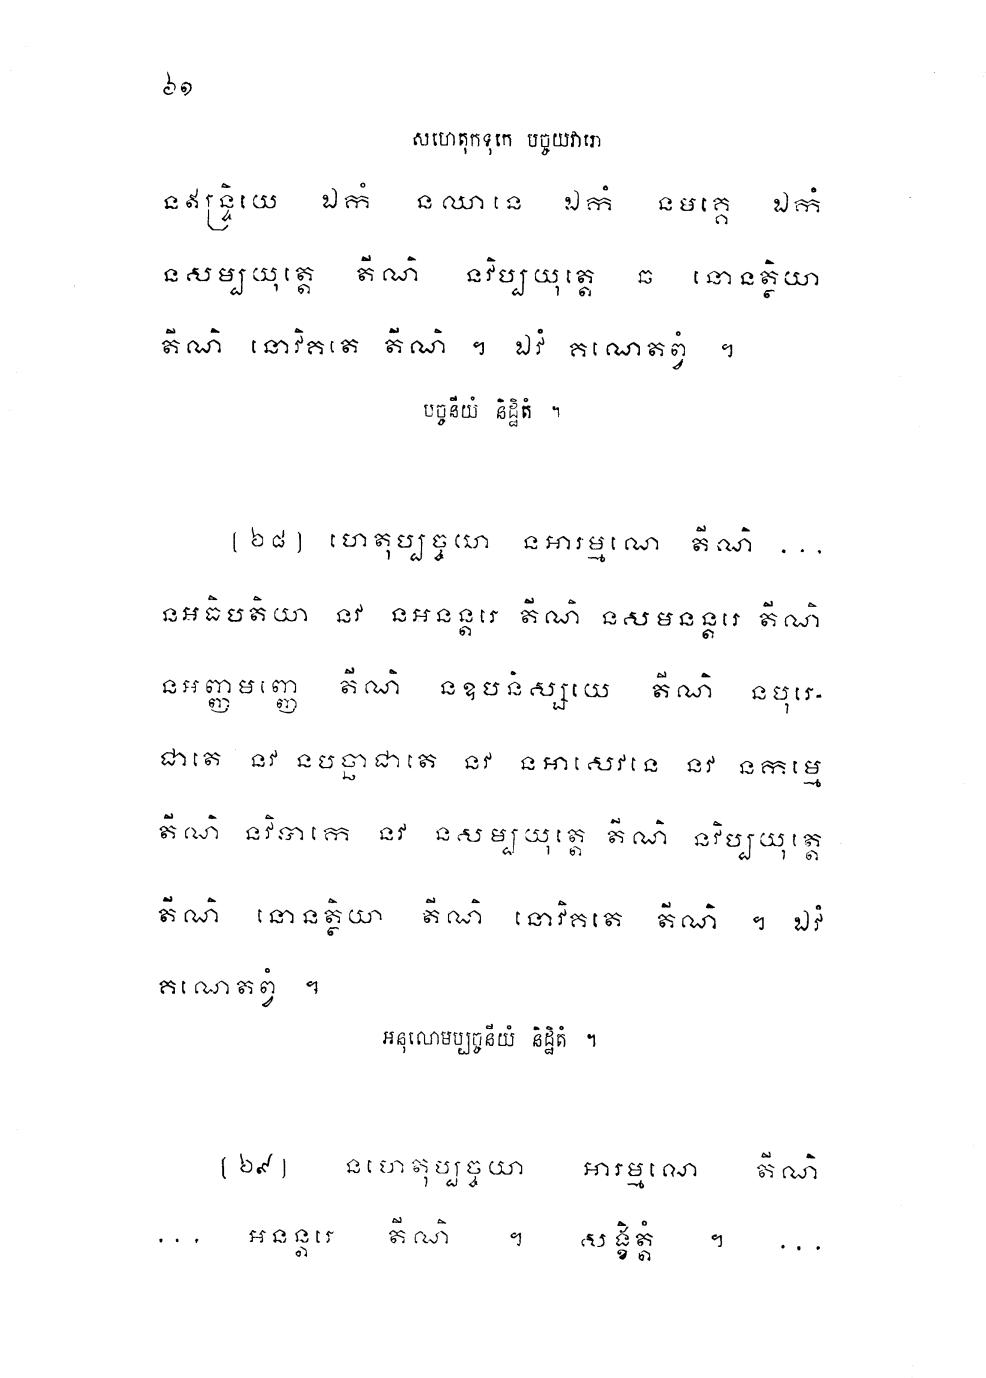 ៦១
សហេតុកទុកេ បច្ចយវារោ
នឥន្ទ្រិយេ ឯកំ នឈានេ ឯកំ នមគ្គេ ឯកំ
នសម្បយុត្តេ តីណិ នវិប្បយុត្តេ ឆ នោនត្ថិយា
តីណិ នោវិគតេ តីណិ ។ ឯវំ គណេតព្វំ ។
បច្ចនីយំ និដ្ឋិតំ ។
[៦៨] ហេតុប្បច្ចយា នអារម្មណេ តីណិ ...
នអធិបតិយា នវ នអនន្តរេ តីណិ នសមនន្តរេ តីណិ
នអញ្ញមញ្ញេ តីណិ នឧបនិស្សយេ តីណិ នបុរេ-
ជាតេ នវ នបច្ឆាជាតេ នវ នអាសេវនេ នវ នកម្មេ
តីណិ នវិបាកេ នវ នសម្បយុត្តេ តីណិ នវិប្បយុត្តេ
តីណិ នោនត្ថិយា តីណិ នោវិគតេ តីណិ ។ ឯវំ
គណេតព្វំ ។
អនុលោមប្បច្ចនីយំ និដ្ឋិតំ ។
[៦៩] នហេតុប្បច្ចយា អារម្មណេ តីណិ
... អនន្តរេ តីណិ ។ សង្ខិត្តំ ។ ...